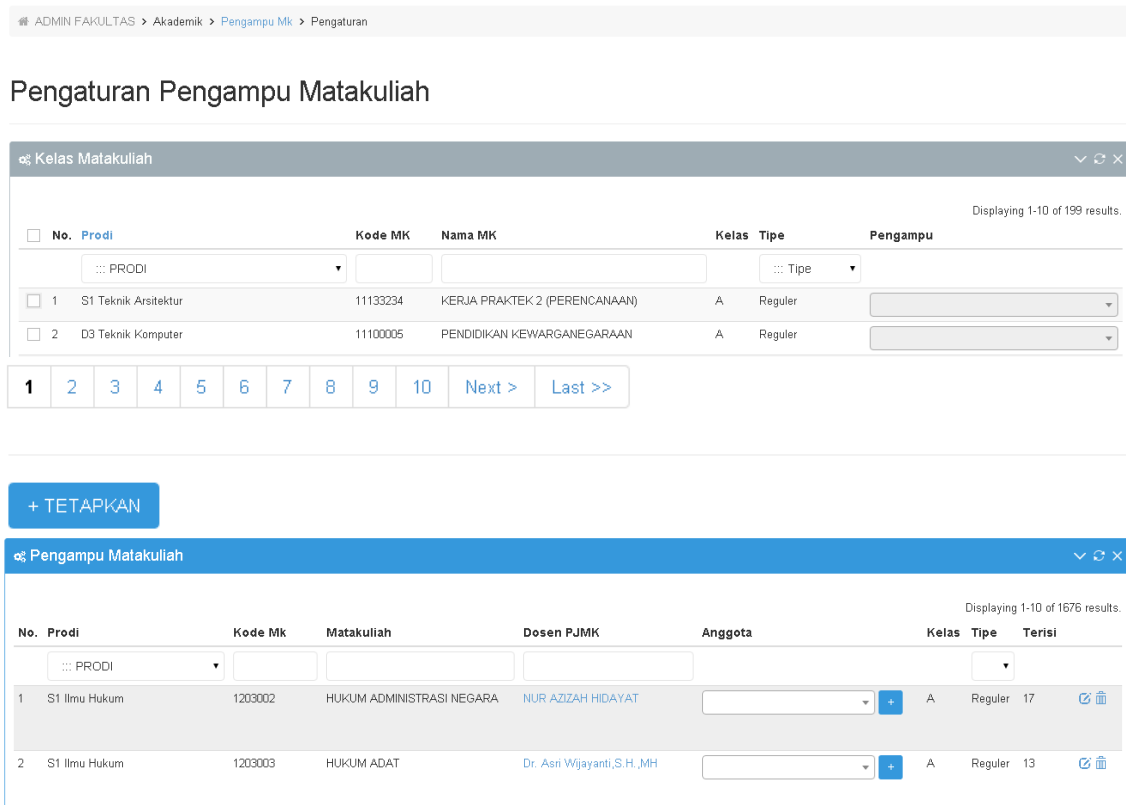 ADMIN FAKULTAS > Akademik > Pengampu Mk > Pengaturan
Pengaturan Pengampu Matakuliah
Kelas Matakuliah
Displaying 1-10 of 199 results.
No. Prodi Kode MK Nama MK Kelas Tipe Pengampu
::: PRODI ::: Tipe
1 S1 Teknik Arsitektur 11133234 KERJA PRAKTEK 2 (PERENCANAAN) A Reguler
2 D3 Teknik Komputer 11100005 PENDIDIKAN KEWARGANEGARAAN A Reguler
1 2 3 4 5 6 7 8 9 10 Next > Last >>
+ TETAPKAN
Pengampu Matakuliah
Displaying 1-10 of 1676 results.
No. Prodi Kode Mk Matakuliah Dosen PJMK Anggota Kelas Tipe Terisi
::: PRODI
1 S1 Ilmu Hukum 1203002 HUKUM ADMINISTRASI NEGARA NUR AZIZAH HIDAYAT + A Reguler 17
2 S1 Ilmu Hukum 1203003 HUKUM ADAT Dr. Asri Wijayanti,S.H.,MH + A Reguler 13